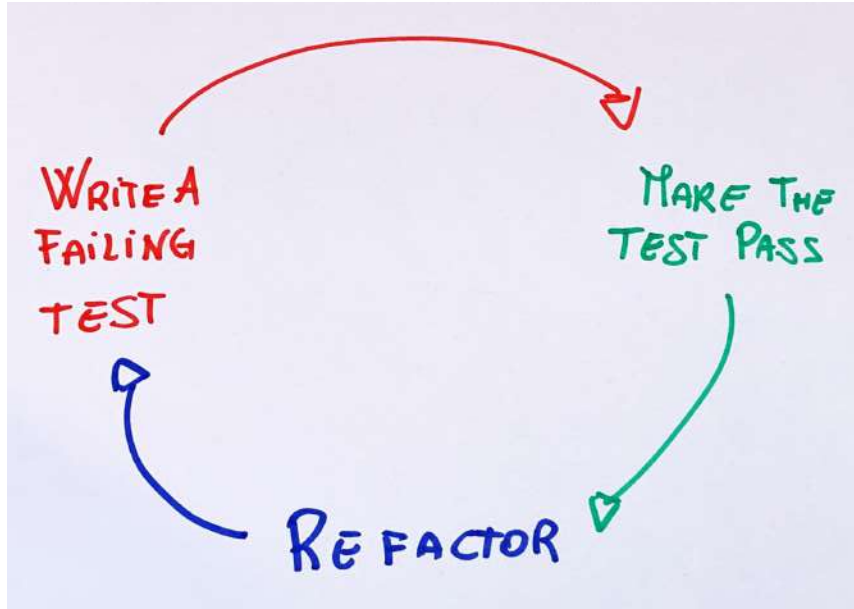 WRITE A
FAILING
TEST
MAKE THE
TEST PASS
REFACTOR